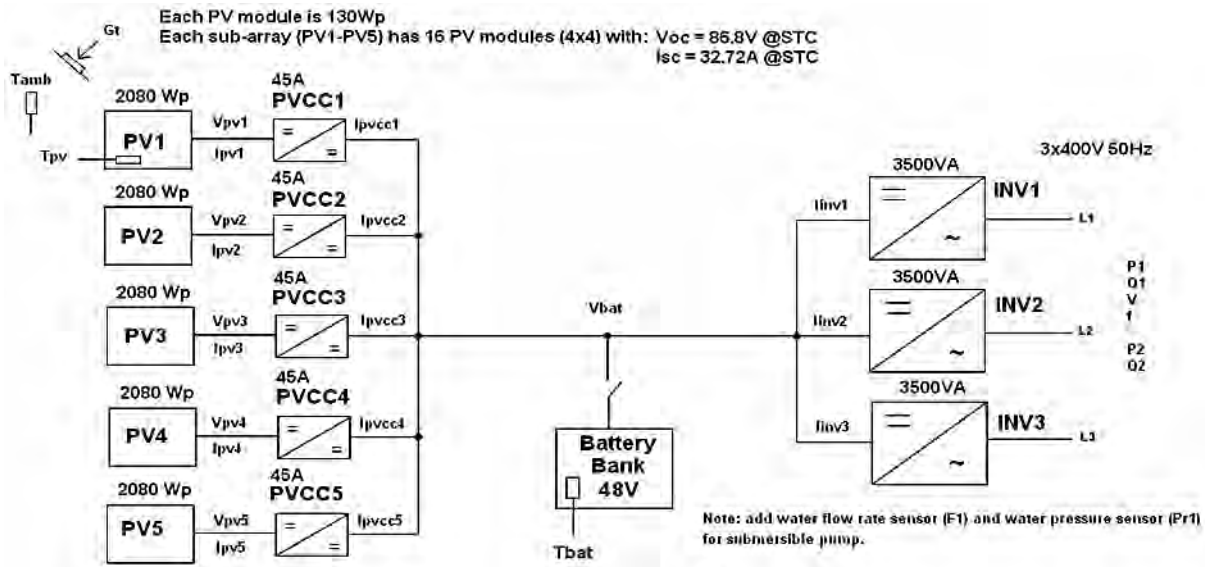 Each PV module is 130Wp
Each sub-array (PV1-PV5) has 16 PV modules (4x4) with: Voc = 86.8V @STC
Isc = 32.72A @STC
Gt
Tamb
Tpv
2080 Wp
PV1
Vpv1
Ipv1
45A
PVCC1
Ipvcc1
2080 Wp
PV2
Vpv2
Ipv2
45A
PVCC2
Ipvcc2
2080 Wp
PV3
Vpv3
Ipv3
45A
PVCC3
Ipvcc3
2080 Wp
PV4
Vpv4
Ipv4
45A
PVCC4
Ipvcc4
2080 Wp
PV5
Vpv5
Ipv5
45A
PVCC5
Ipvcc5
Vbat
Battery
Bank
48V
Tbat
3x400V 50Hz
3500VA
Iinv1
INV1
L1
3500VA
Iinv2
INV2
L2
3500VA
Iinv3
INV3
L3
P1
Q1
V
f
P2
Q2
Note: add water flow rate sensor (F1) and water pressure sensor (Pr1)
for submersible pump.